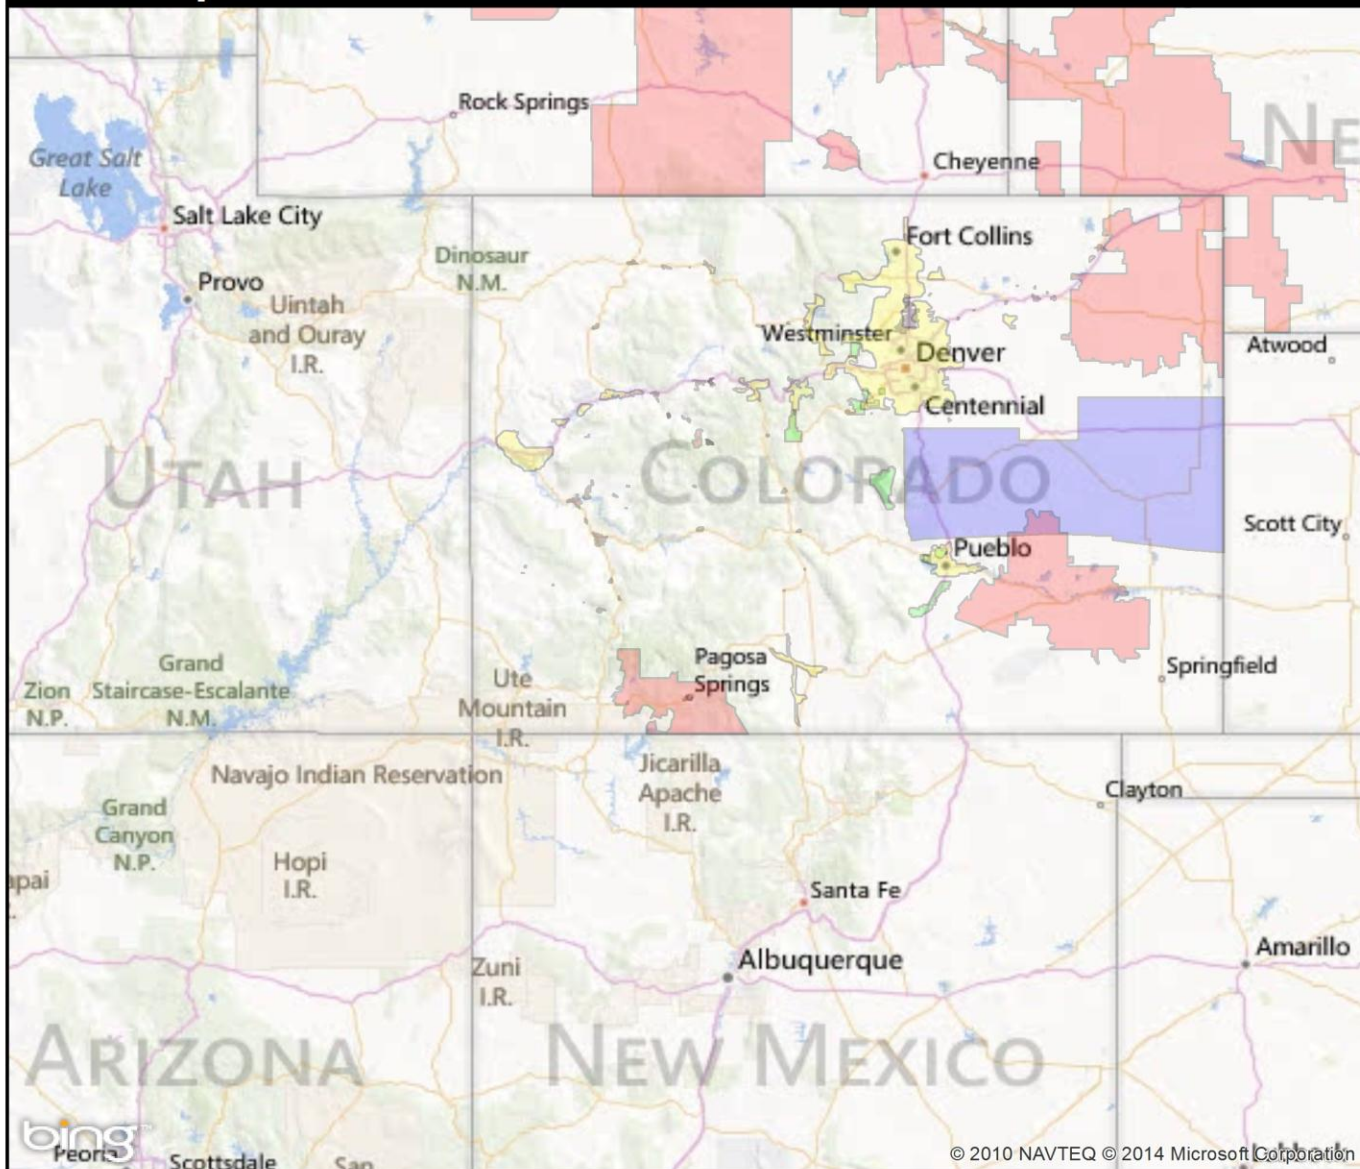 Rock Springs
Great Salt
Lake
Cheyenne
Salt Lake City
Fort Collins
Dinosaur
N.M.
Provo
Uintah
and Ouray
I.R.
Westminster
Denver
Atwood
Centennial
UTAH
COLORADO
Scott City
Pueblo
Grand
Staircase-Escalante
N.M.
Zion
N.P.
Ute
Mountain
I.R.
Pagosa
Springs
Springfield
Navajo Indian Reservation
Jicarilla
Apache
I.R.
Clayton
Grand
Canyon
N.P.
Hopi
I.R.
Santa Fe
Albuquerque
Amarillo
Zuni
I.R.
ARIZONA
NEW MEXICO
bing
Peoria
Scottsdale
San
© 2010 NAVTEQ © 2014 Microsoft Corporation